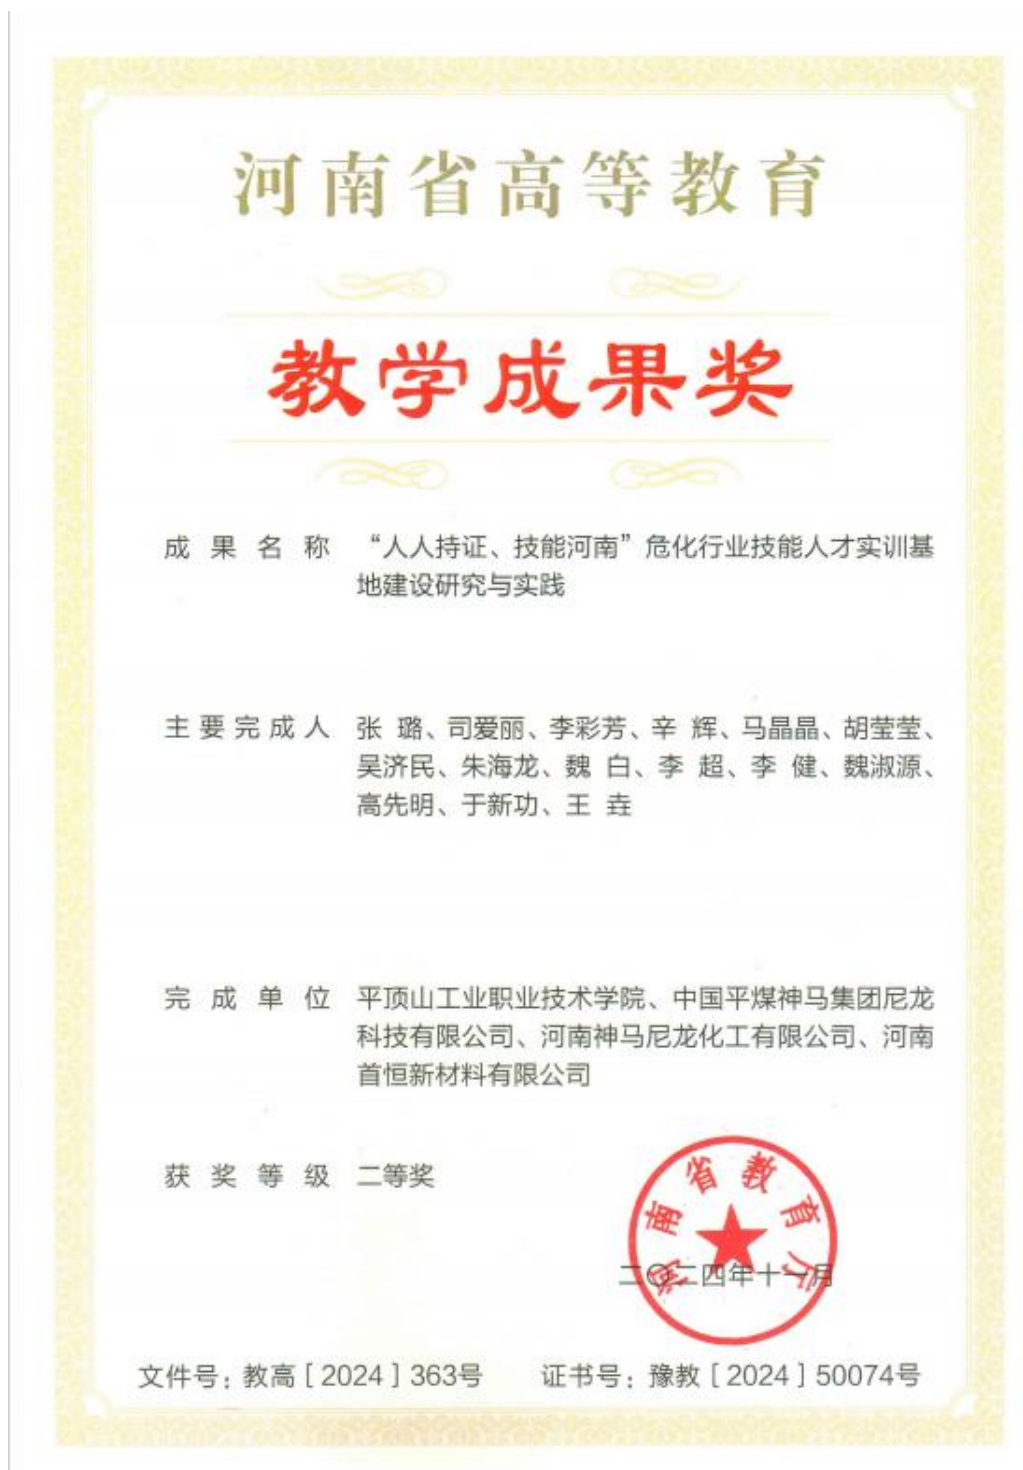 河南省高等教育
教学成果奖
成果名称 “人人持证、技能河南”危化行业技能人才实训基
地建设研究与实践
主要完成人 张 璐、司爱丽、李彩芳、辛 辉、马晶晶、胡莹莹、
吴济民、朱海龙、魏 白、李 超、李 健、魏淑源、
高先明、于新功、王 垚
完成单位 平顶山工业职业技术学院、中国平煤神马集团尼龙
科技有限公司、河南神马尼龙化工有限公司、河南
首恒新材料有限公司
获奖等级 二等奖
河南省教育厅
二〇二四年十一月
文件号：教高［2024］363号 证书号：豫教［2024］50074号